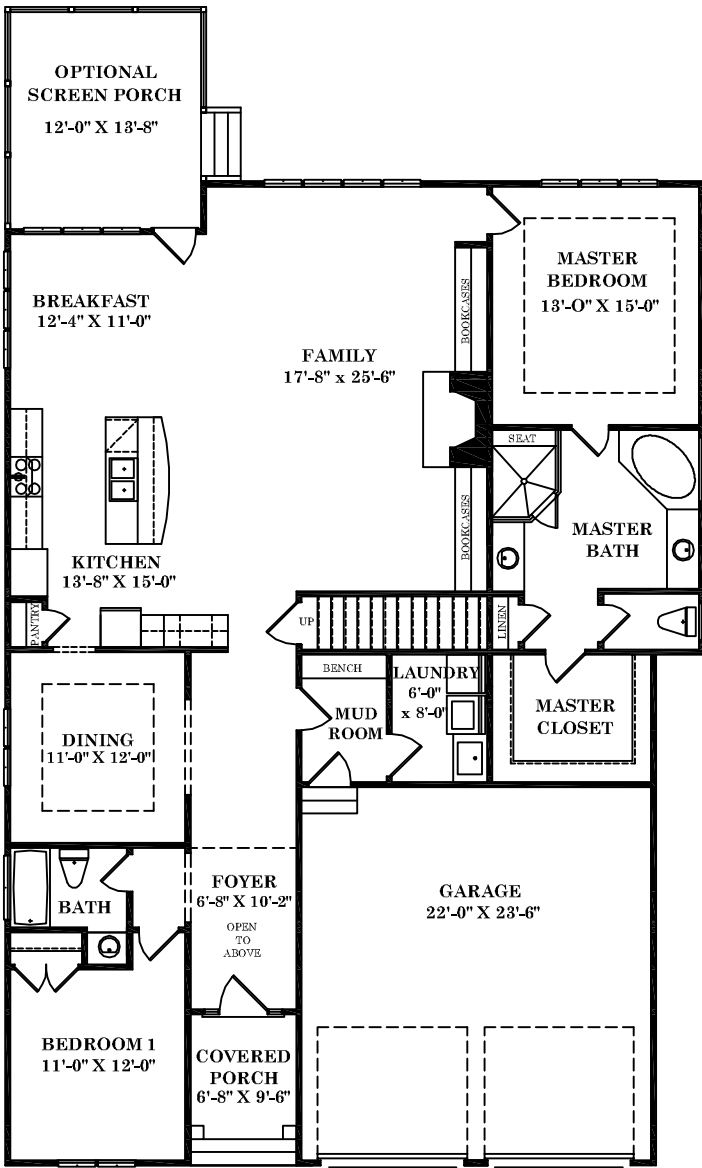 OPTIONAL
SCREEN PORCH
12'-0" X 13'-8"
MASTER
BEDROOM
13'-O" X 15'-0"
BREAKFAST
12'-4" X 11'-0"
BOOKCASES
FAMILY
17'-8" x 25'-6"
SEAT
MASTER
BATH
BOOKCASES
KITCHEN
13'-8" X 15'-0"
PANTRY
UP
LINEN
BENCH
LAUNDRY
6'-0"
x 8'-0"
MUD
ROOM
MASTER
CLOSET
DINING
11'-0" X 12'-0"
FOYER
6'-8" X 10'-2"
OPEN
TO
ABOVE
BATH
GARAGE
22'-0" X 23'-6"
BEDROOM 1
11'-0" X 12'-0"
COVERED
PORCH
6'-8" X 9'-6"